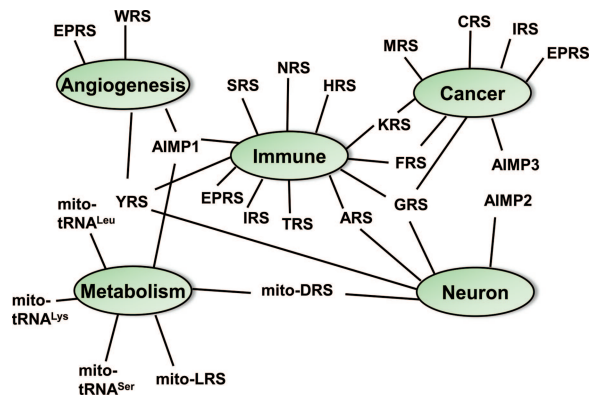 WRS
EPRS
Angiogenesis
CRS
IRS
MRS
EPRS
Cancer
NRS
SRS
HRS
KRS
AIMP1
Immune
FRS
AIMP3
EPRS
IRS
TRS
ARS
GRS
AIMP2
YRS
mito-
tRNALeu
Metabolism
mito-DRS
Neuron
mito-
tRNALys
mito-
tRNASer
mito-LRS